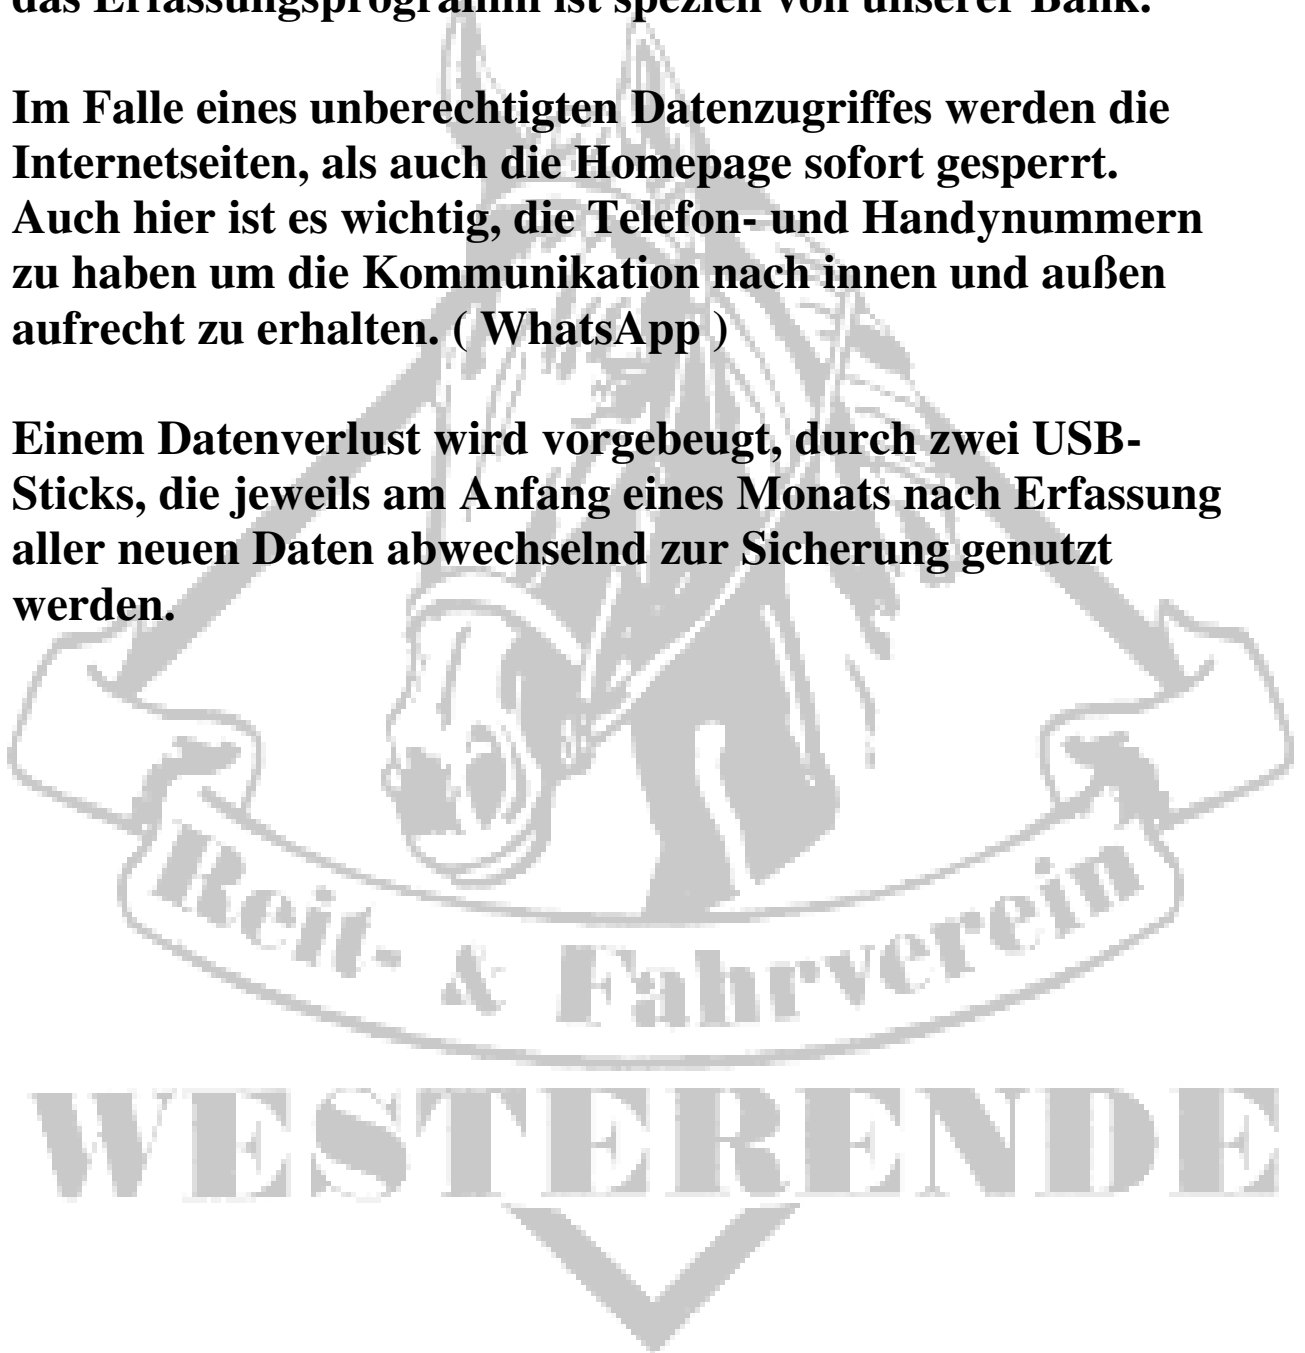 das Erfassungsprogramm ist speziell von unserer Bank.
Im Falle eines unberechtigten Datenzugriffes werden die
Internetseiten, als auch die Homepage sofort gesperrt.
Auch hier ist es wichtig, die Telefon- und Handynummern
zu haben um die Kommunikation nach innen und außen
aufrecht zu erhalten. ( WhatsApp )
Einem Datenverlust wird vorgebeugt, durch zwei USB-
Sticks, die jeweils am Anfang eines Monats nach Erfassung
aller neuen Daten abwechselnd zur Sicherung genutzt
werden.
Reit- & Fahrverein
WESTERENDE